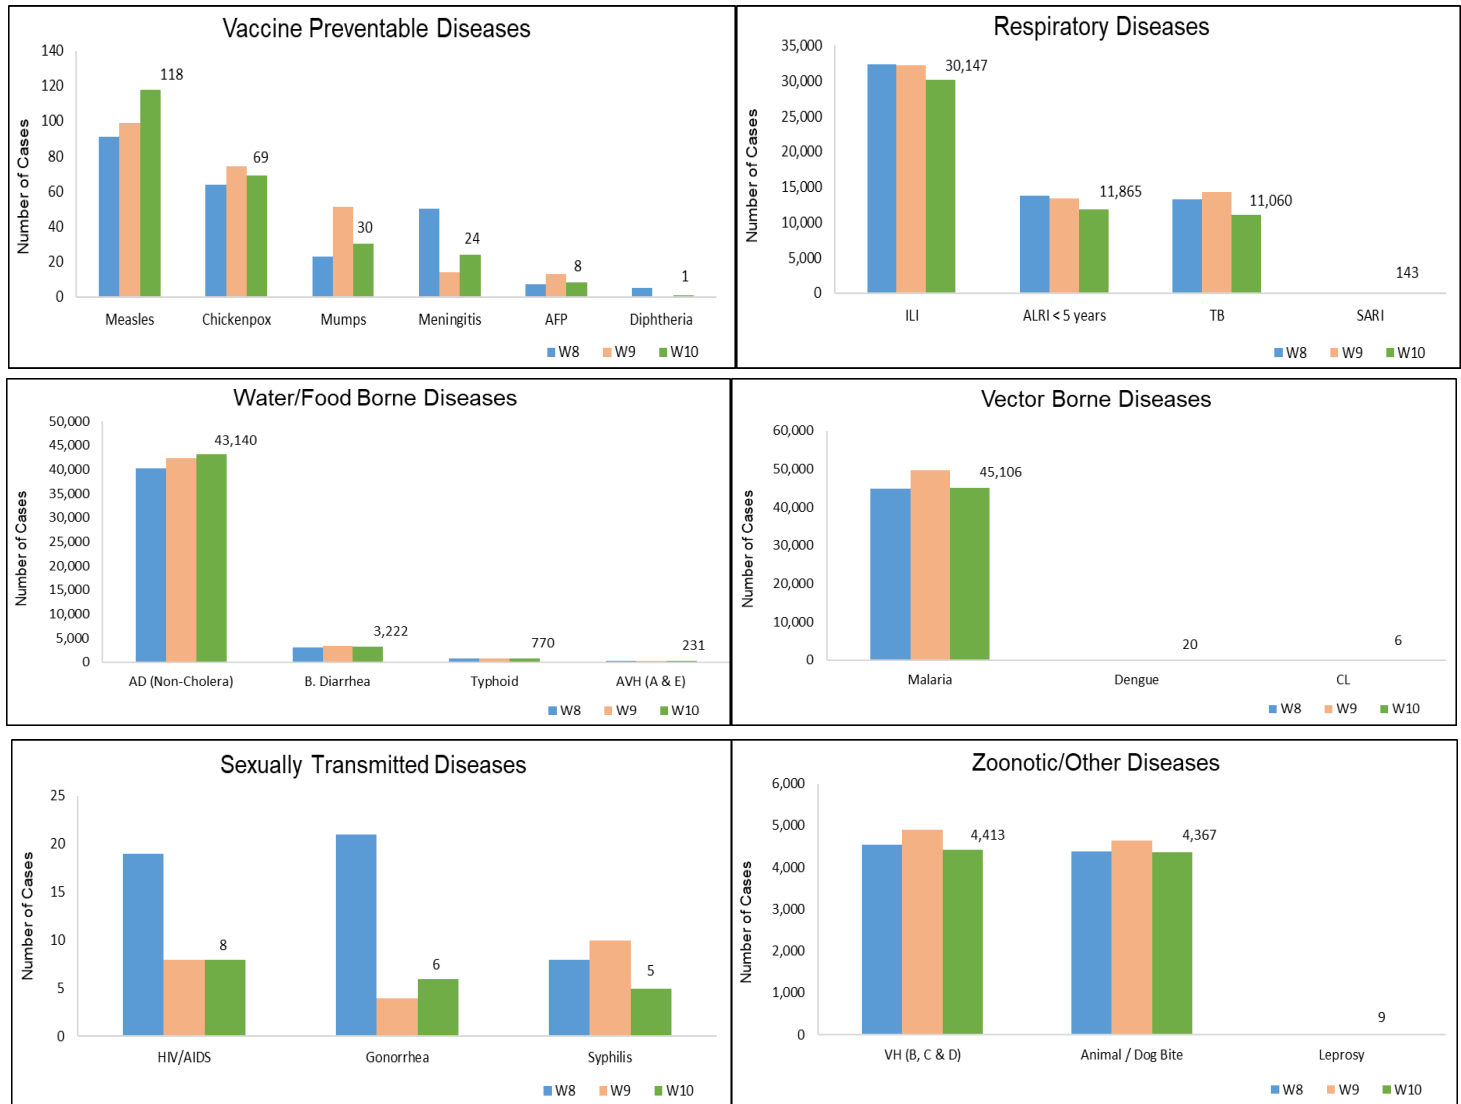 Vaccine Preventable Diseases
Number of Cases
140
120
100
80
60
40
20
0
118
69
30
24
8
1
Measles Chickenpox Mumps Meningitis AFP Diphtheria
W8 W9 W10
Respiratory Diseases
Number of Cases
35,000
30,000
25,000
20,000
15,000
10,000
5,000
0
30,147
11,865
11,060
143
ILI ALRI < 5 years TB SARI
W8 W9 W10
Water/Food Borne Diseases
Number of Cases
50,000
45,000
40,000
35,000
30,000
25,000
20,000
15,000
10,000
5,000
0
43,140
3,222
770
231
AD (Non-Cholera) B. Diarrhea Typhoid AVH (A & E)
W8 W9 W10
Vector Borne Diseases
Number of Cases
60,000
50,000
40,000
30,000
20,000
10,000
0
45,106
20
6
Malaria Dengue CL
W8 W9 W10
Sexually Transmitted Diseases
Number of Cases
25
20
15
10
5
0
8
6
5
HIV/AIDS Gonorrhea Syphilis
W8 W9 W10
Zoonotic/Other Diseases
Number of Cases
6,000
5,000
4,000
3,000
2,000
1,000
0
4,413
4,367
9
VH (B, C & D) Animal / Dog Bite Leprosy
W8 W9 W10